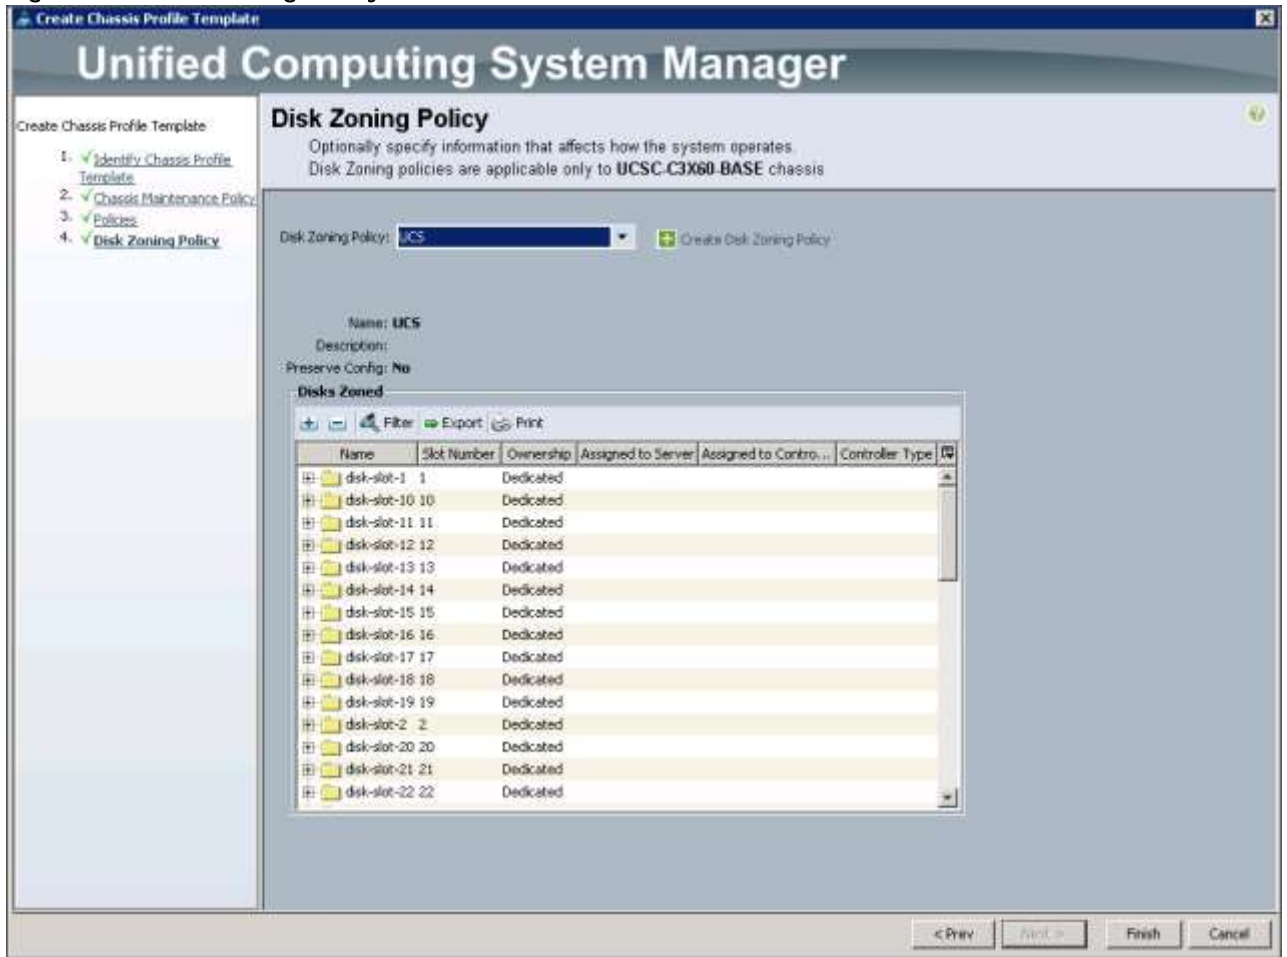 Create Chassis Profile Template
Unified Computing System Manager
Create Chassis Profile Template
1. Identify Chassis Profile
Template
2. Chassis Maintenance Policy
3. Policies
4. Disk Zoning Policy
Disk Zoning Policy
Optionally specify information that affects how the system operates.
Disk Zoning policies are applicable only to UCSC-C3X60-BASE chassis
Disk Zoning Policy: UCS
Create Disk Zoning Policy
Name: UCS
Description:
Preserve Config: No
Disks Zoned
Filter Export Print
Name Slot Number Ownership Assigned to Server Assigned to Contro... Controller Type
disk-slot-1 1 Dedicated
disk-slot-10 10 Dedicated
disk-slot-11 11 Dedicated
disk-slot-12 12 Dedicated
disk-slot-13 13 Dedicated
disk-slot-14 14 Dedicated
disk-slot-15 15 Dedicated
disk-slot-16 16 Dedicated
disk-slot-17 17 Dedicated
disk-slot-18 18 Dedicated
disk-slot-19 19 Dedicated
disk-slot-2 2 Dedicated
disk-slot-20 20 Dedicated
disk-slot-21 21 Dedicated
disk-slot-22 22 Dedicated
< Prev Next > Finish Cancel